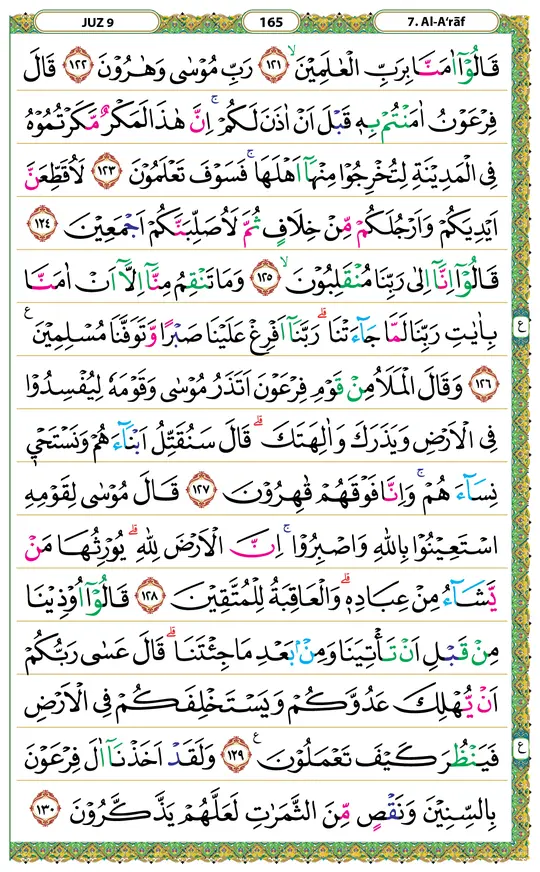 JUZ 9 165 7. Al-A‘rāf
قَالُوْٓا اٰمَنَّا بِرَبِّ الْعٰلَمِيْنَ ۙ ١٢١ رَبِّ مُوْسٰى وَهٰرُوْنَ ١٢٢ قَالَ
فِرْعَوْنُ اٰمَنْتُمْ بِهٖ قَبْلَ اَنْ اٰذَنَ لَكُمْ ۚ اِنَّ هٰذَا لَمَكْرٌ مَّكَرْتُمُوْهُ
فِى الْمَدِيْنَةِ لِتُخْرِجُوْا مِنْهَآ اَهْلَهَا ۚ فَسَوْفَ تَعْلَمُوْنَ ١٢٣ لَاُقَطِّعَنَّ
اَيْدِيَكُمْ وَاَرْجُلَكُمْ مِّنْ خِلَافٍ ثُمَّ لَاُصَلِّبَنَّكُمْ اَجْمَعِيْنَ ١٢٤
قَالُوْٓا اِنَّآ اِلٰى رَبِّنَا مُنْقَلِبُوْنَ ۙ ١٢٥ وَمَا تَنْقِمُ مِنَّآ اِلَّآ اَنْ اٰمَنَّا
بِاٰيٰتِ رَبِّنَا لَمَّا جَآءَتْنَا ۗ رَبَّنَآ اَفْرِغْ عَلَيْنَا صَبْرًا وَّتَوَفَّنَا مُسْلِمِيْنَ ع
١٢٦ وَقَالَ الْمَلَاُ مِنْ قَوْمِ فِرْعَوْنَ اَتَذَرُ مُوْسٰى وَقَوْمَهٗ لِيُفْسِدُوْا
فِى الْاَرْضِ وَيَذَرَكَ وَاٰلِهَتَكَ ۗ قَالَ سَنُقَتِّلُ اَبْنَآءَهُمْ وَنَسْتَحْيٖ
نِسَآءَهُمْ ۚ وَاِنَّا فَوْقَهُمْ قٰهِرُوْنَ ١٢٧ قَالَ مُوْسٰى لِقَوْمِهِ
اسْتَعِيْنُوْا بِاللّٰهِ وَاصْبِرُوْا ۚ اِنَّ الْاَرْضَ لِلّٰهِ ۗ يُوْرِثُهَا مَنْ
يَّشَآءُ مِنْ عِبَادِهٖ ۗ وَالْعَاقِبَةُ لِلْمُتَّقِيْنَ ١٢٨ قَالُوْٓا اُوْذِيْنَا
مِنْ قَبْلِ اَنْ تَأْتِيَنَا وَمِنْۢ بَعْدِ مَا جِئْتَنَا ۗ قَالَ عَسٰى رَبُّكُمْ
اَنْ يُّهْلِكَ عَدُوَّكُمْ وَيَسْتَخْلِفَكُمْ فِى الْاَرْضِ
فَيَنْظُرَ كَيْفَ تَعْمَلُوْنَ ع ١٢٩ وَلَقَدْ اَخَذْنَآ اٰلَ فِرْعَوْنَ
بِالسِّنِيْنَ وَنَقْصٍ مِّنَ الثَّمَرٰتِ لَعَلَّهُمْ يَذَّكَّرُوْنَ ١٣٠
ع
ع